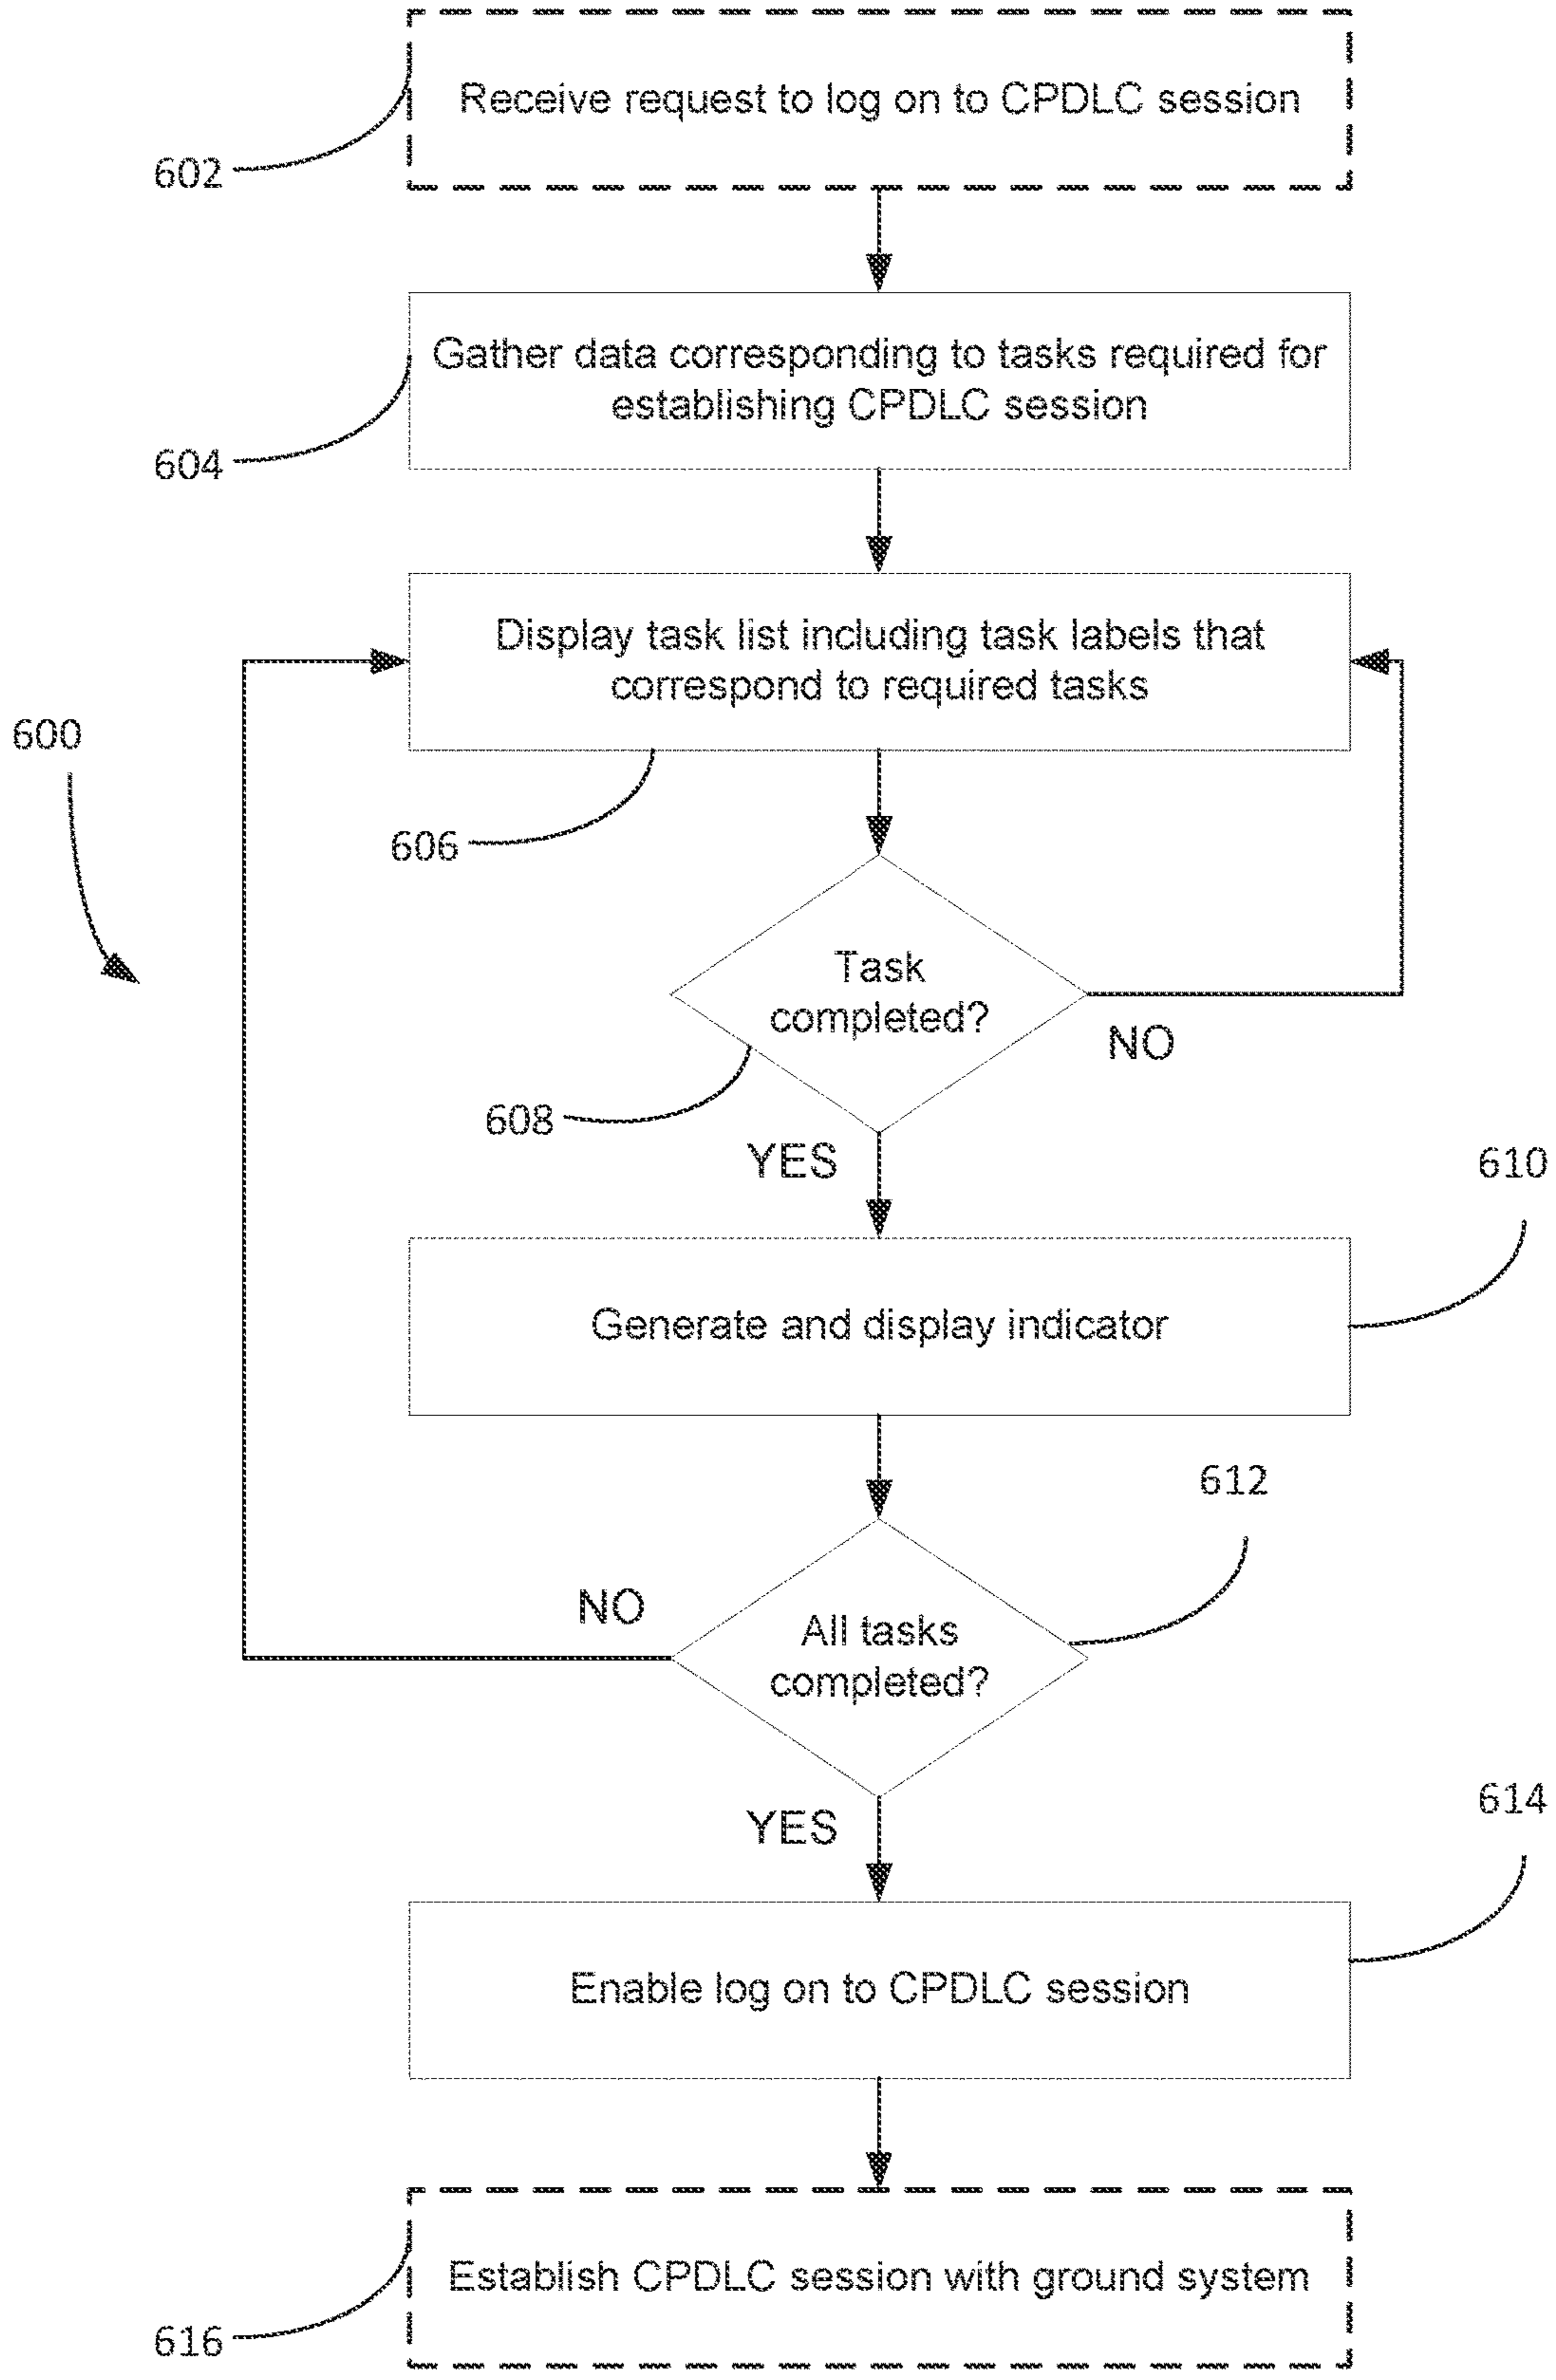 Receive request to log on to CPDLC session
602
Gather data corresponding to tasks required for
establishing CPDLC session
604
Display task list including task labels that
correspond to required tasks
600
606
Task
completed?
NO
608
YES
610
Generate and display indicator
612
NO
All tasks
completed?
YES
614
Enable log on to CPDLC session
Establish CPDLC session with ground system
616